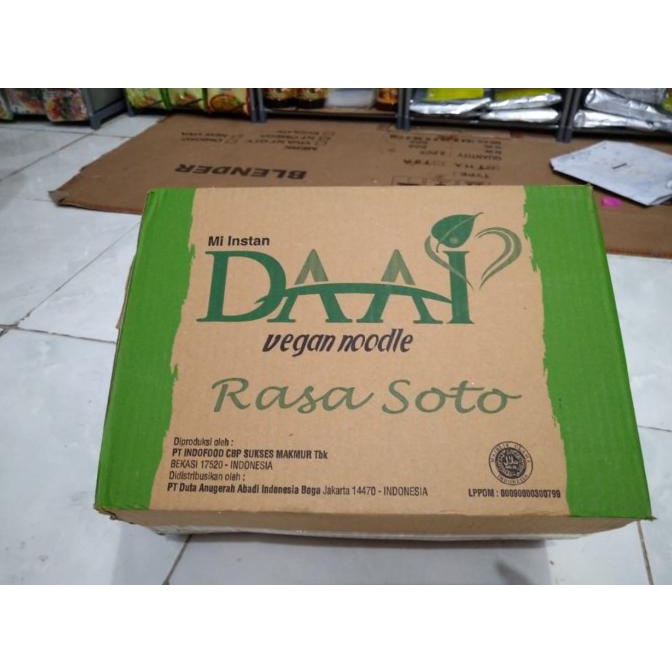 BLENDER
Mi Instan
DAAI
vegan noodle
Rasa Soto
Diproduksi oleh :
PT INDOFOOD CBP SUKSES MAKMUR Tbk
BEKASI 17520 - INDONESIA
Didistribusikan oleh :
PT Duta Anugerah Abadi Indonesia Boga Jakarta 14470 - INDONESIA
LPPOM : 00090000300799